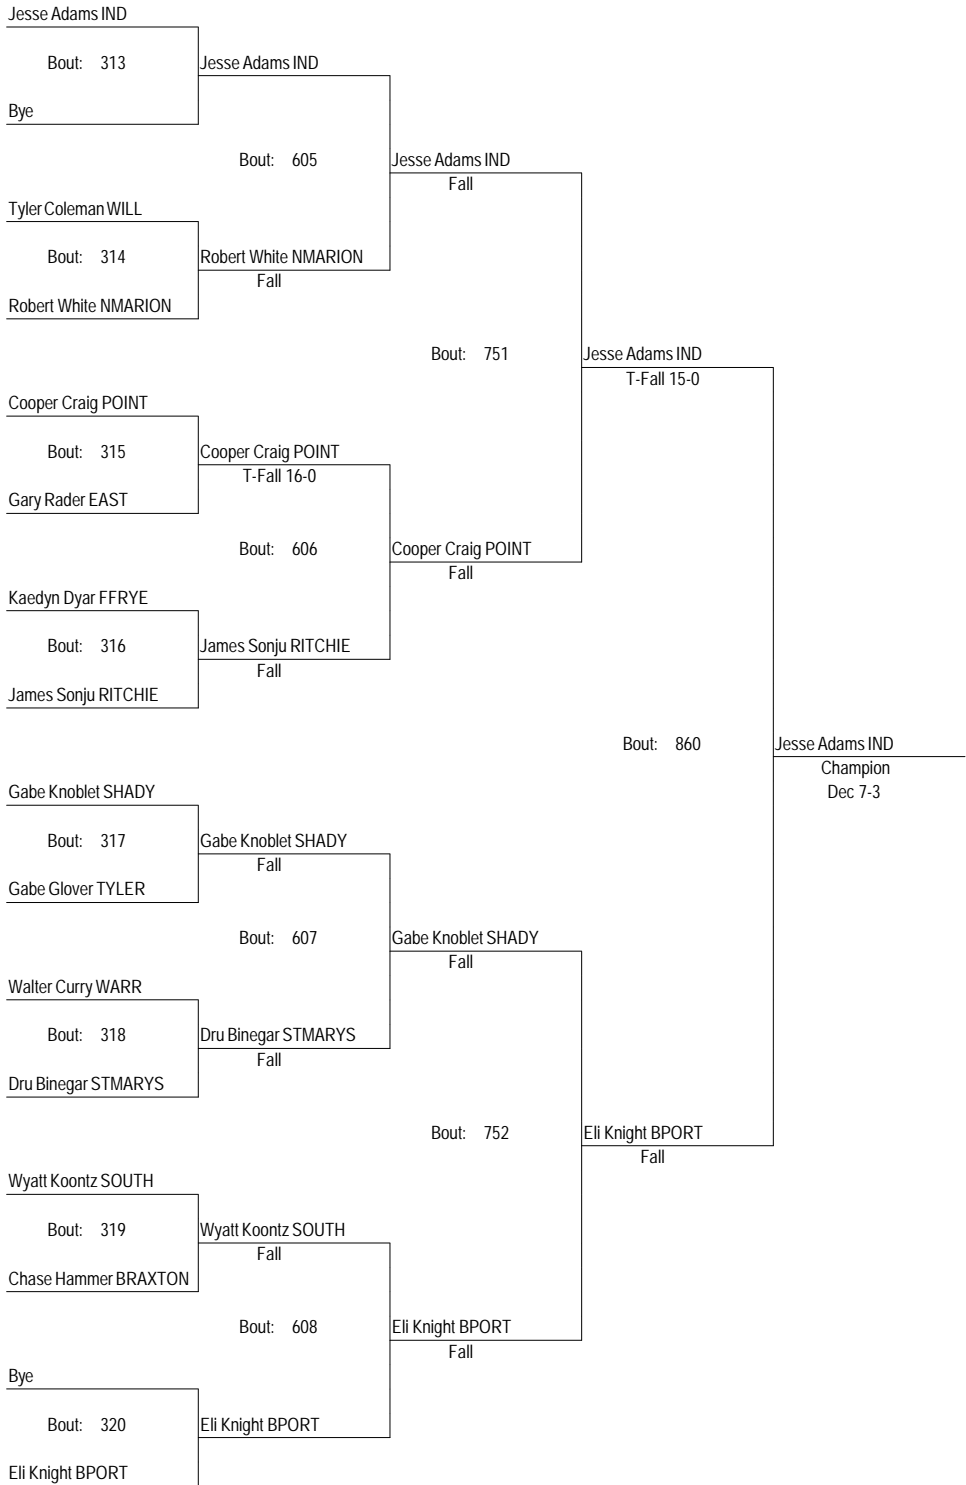 Jesse Adams IND
Bout: 313
Jesse Adams IND
Bye
Bout: 605
Jesse Adams IND
Fall
Tyler Coleman WILL
Bout: 314
Robert White NMARION
Fall
Robert White NMARION
Bout: 751
Jesse Adams IND
T-Fall 15-0
Cooper Craig POINT
Bout: 315
Cooper Craig POINT
T-Fall 16-0
Gary Rader EAST
Bout: 606
Cooper Craig POINT
Fall
Kaedyn Dyar FFRYE
Bout: 316
James Sonju RITCHIE
Fall
James Sonju RITCHIE
Bout: 860
Jesse Adams IND
Champion
Dec 7-3
Gabe Knoblet SHADY
Bout: 317
Gabe Knoblet SHADY
Fall
Gabe Glover TYLER
Bout: 607
Gabe Knoblet SHADY
Fall
Walter Curry WARR
Bout: 318
Dru Binegar STMARYS
Fall
Dru Binegar STMARYS
Bout: 752
Eli Knight BPORT
Fall
Wyatt Koontz SOUTH
Bout: 319
Wyatt Koontz SOUTH
Fall
Chase Hammer BRAXTON
Bout: 608
Eli Knight BPORT
Fall
Bye
Bout: 320
Eli Knight BPORT
Eli Knight BPORT